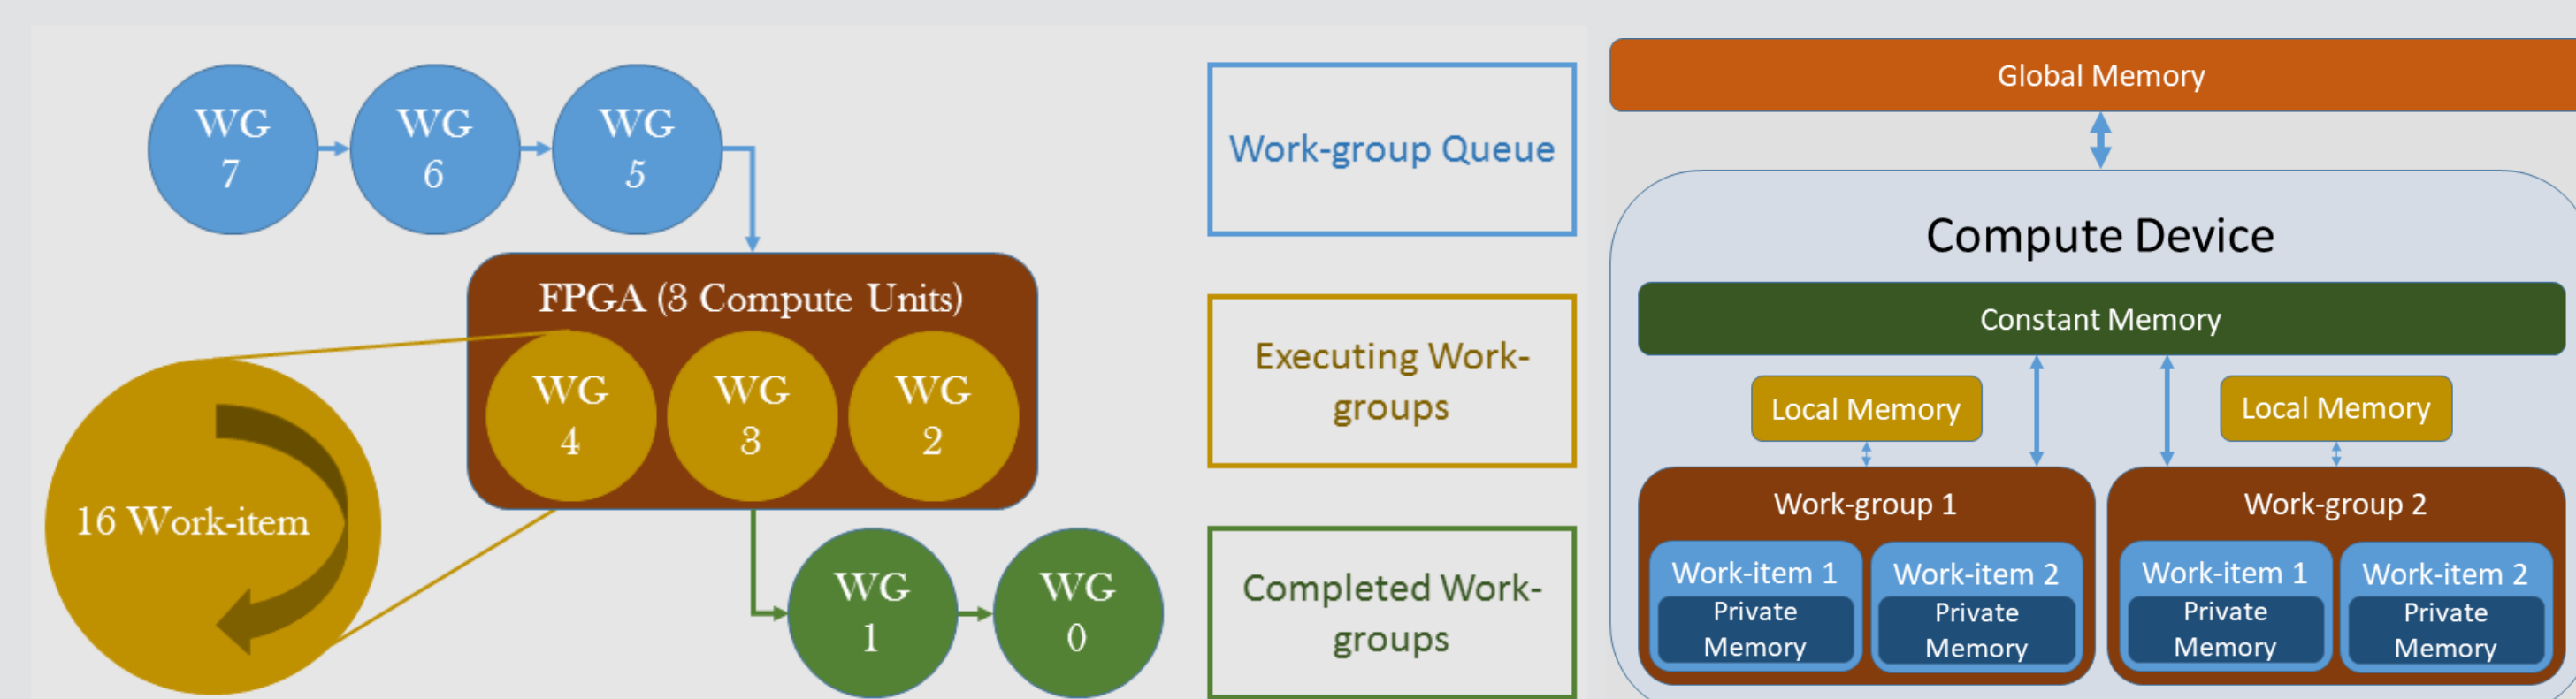 WG
7
WG
6
WG
5
Work-group Queue
FPGA (3 Compute Units)
WG
4
WG
3
WG
2
16 Work-item
Executing Work-
groups
WG
1
WG
0
Completed Work-
groups
Global Memory
Compute Device
Constant Memory
Local Memory
Local Memory
Work-group 1
Work-item 1
Private
Memory
Work-item 2
Private
Memory
Work-group 2
Work-item 1
Private
Memory
Work-item 2
Private
Memory